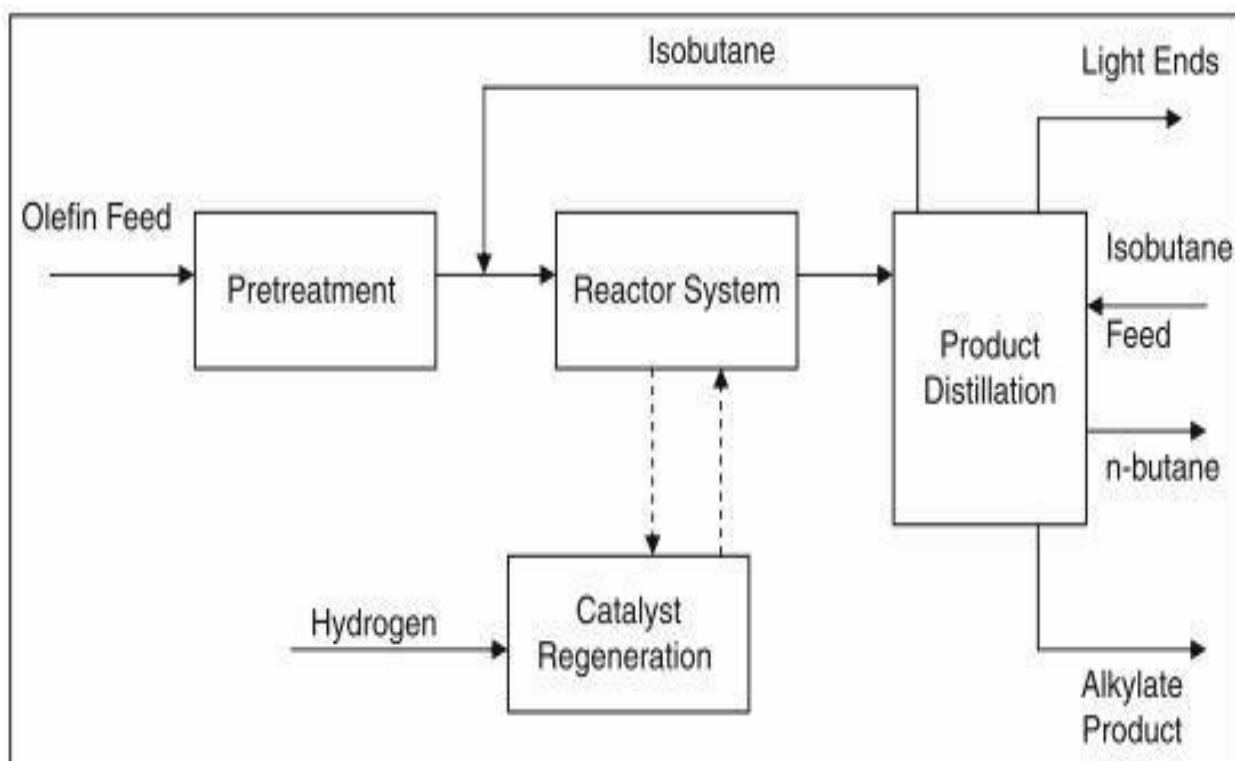 Isobutane
Light Ends
Olefin Feed
Pretreatment
Reactor System
Isobutane
Feed
Product
Distillation
n-butane
Hydrogen
Catalyst
Regeneration
Alkylate
Product